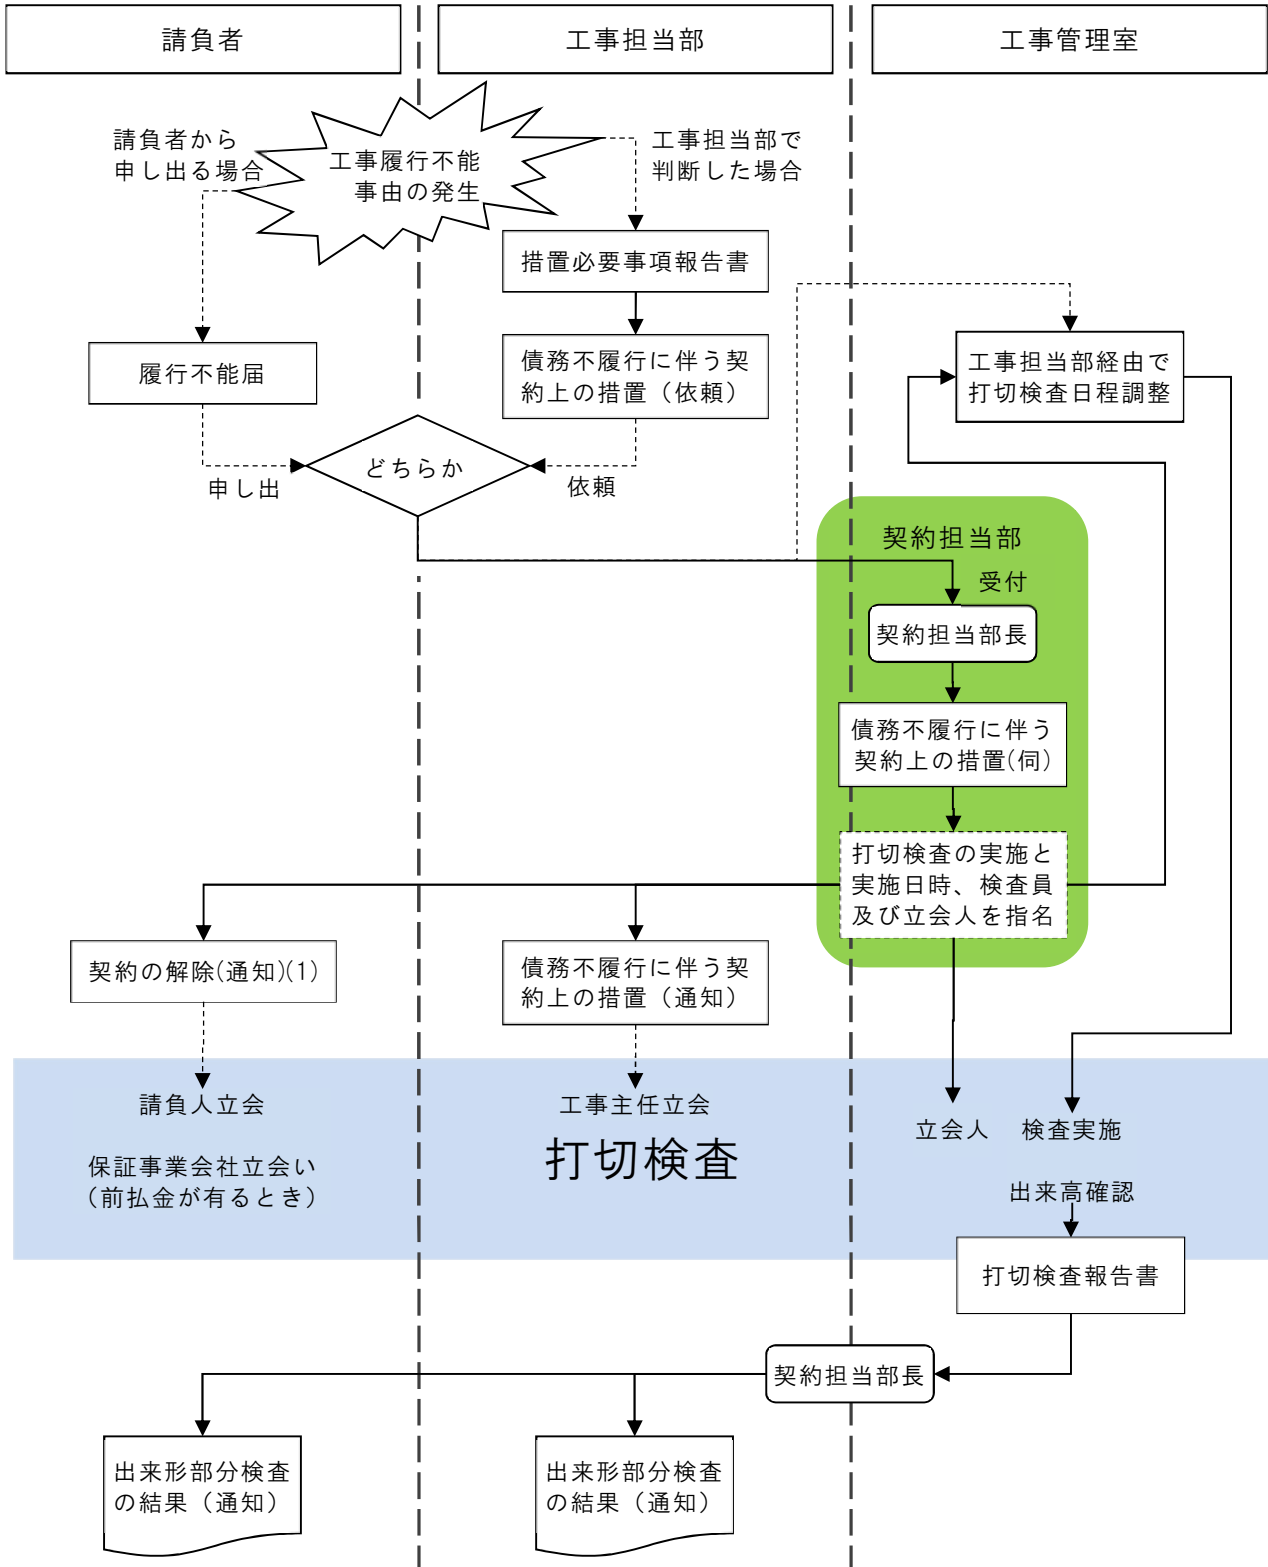 請負者
工事担当部
工事管理室
請負者から
申し出る場合
工事履行不能
事由の発生
工事担当部で
判断した場合
措置必要事項報告書
履行不能届
債務不履行に伴う契
約上の措置（依頼）
工事担当部経由で
打切検査日程調整
どちらか
申し出
依頼
契約担当部
受付
契約担当部長
債務不履行に伴う
契約上の措置(伺)
打切検査の実施と
実施日時、検査員
及び立会人を指名
契約の解除(通知)(1)
債務不履行に伴う契
約上の措置（通知）
請負人立会
保証事業会社立会い
（前払金が有るとき）
工事主任立会
打切検査
立会人
検査実施
出来高確認
打切検査報告書
契約担当部長
出来形部分検査
の結果（通知）
出来形部分検査
の結果（通知）